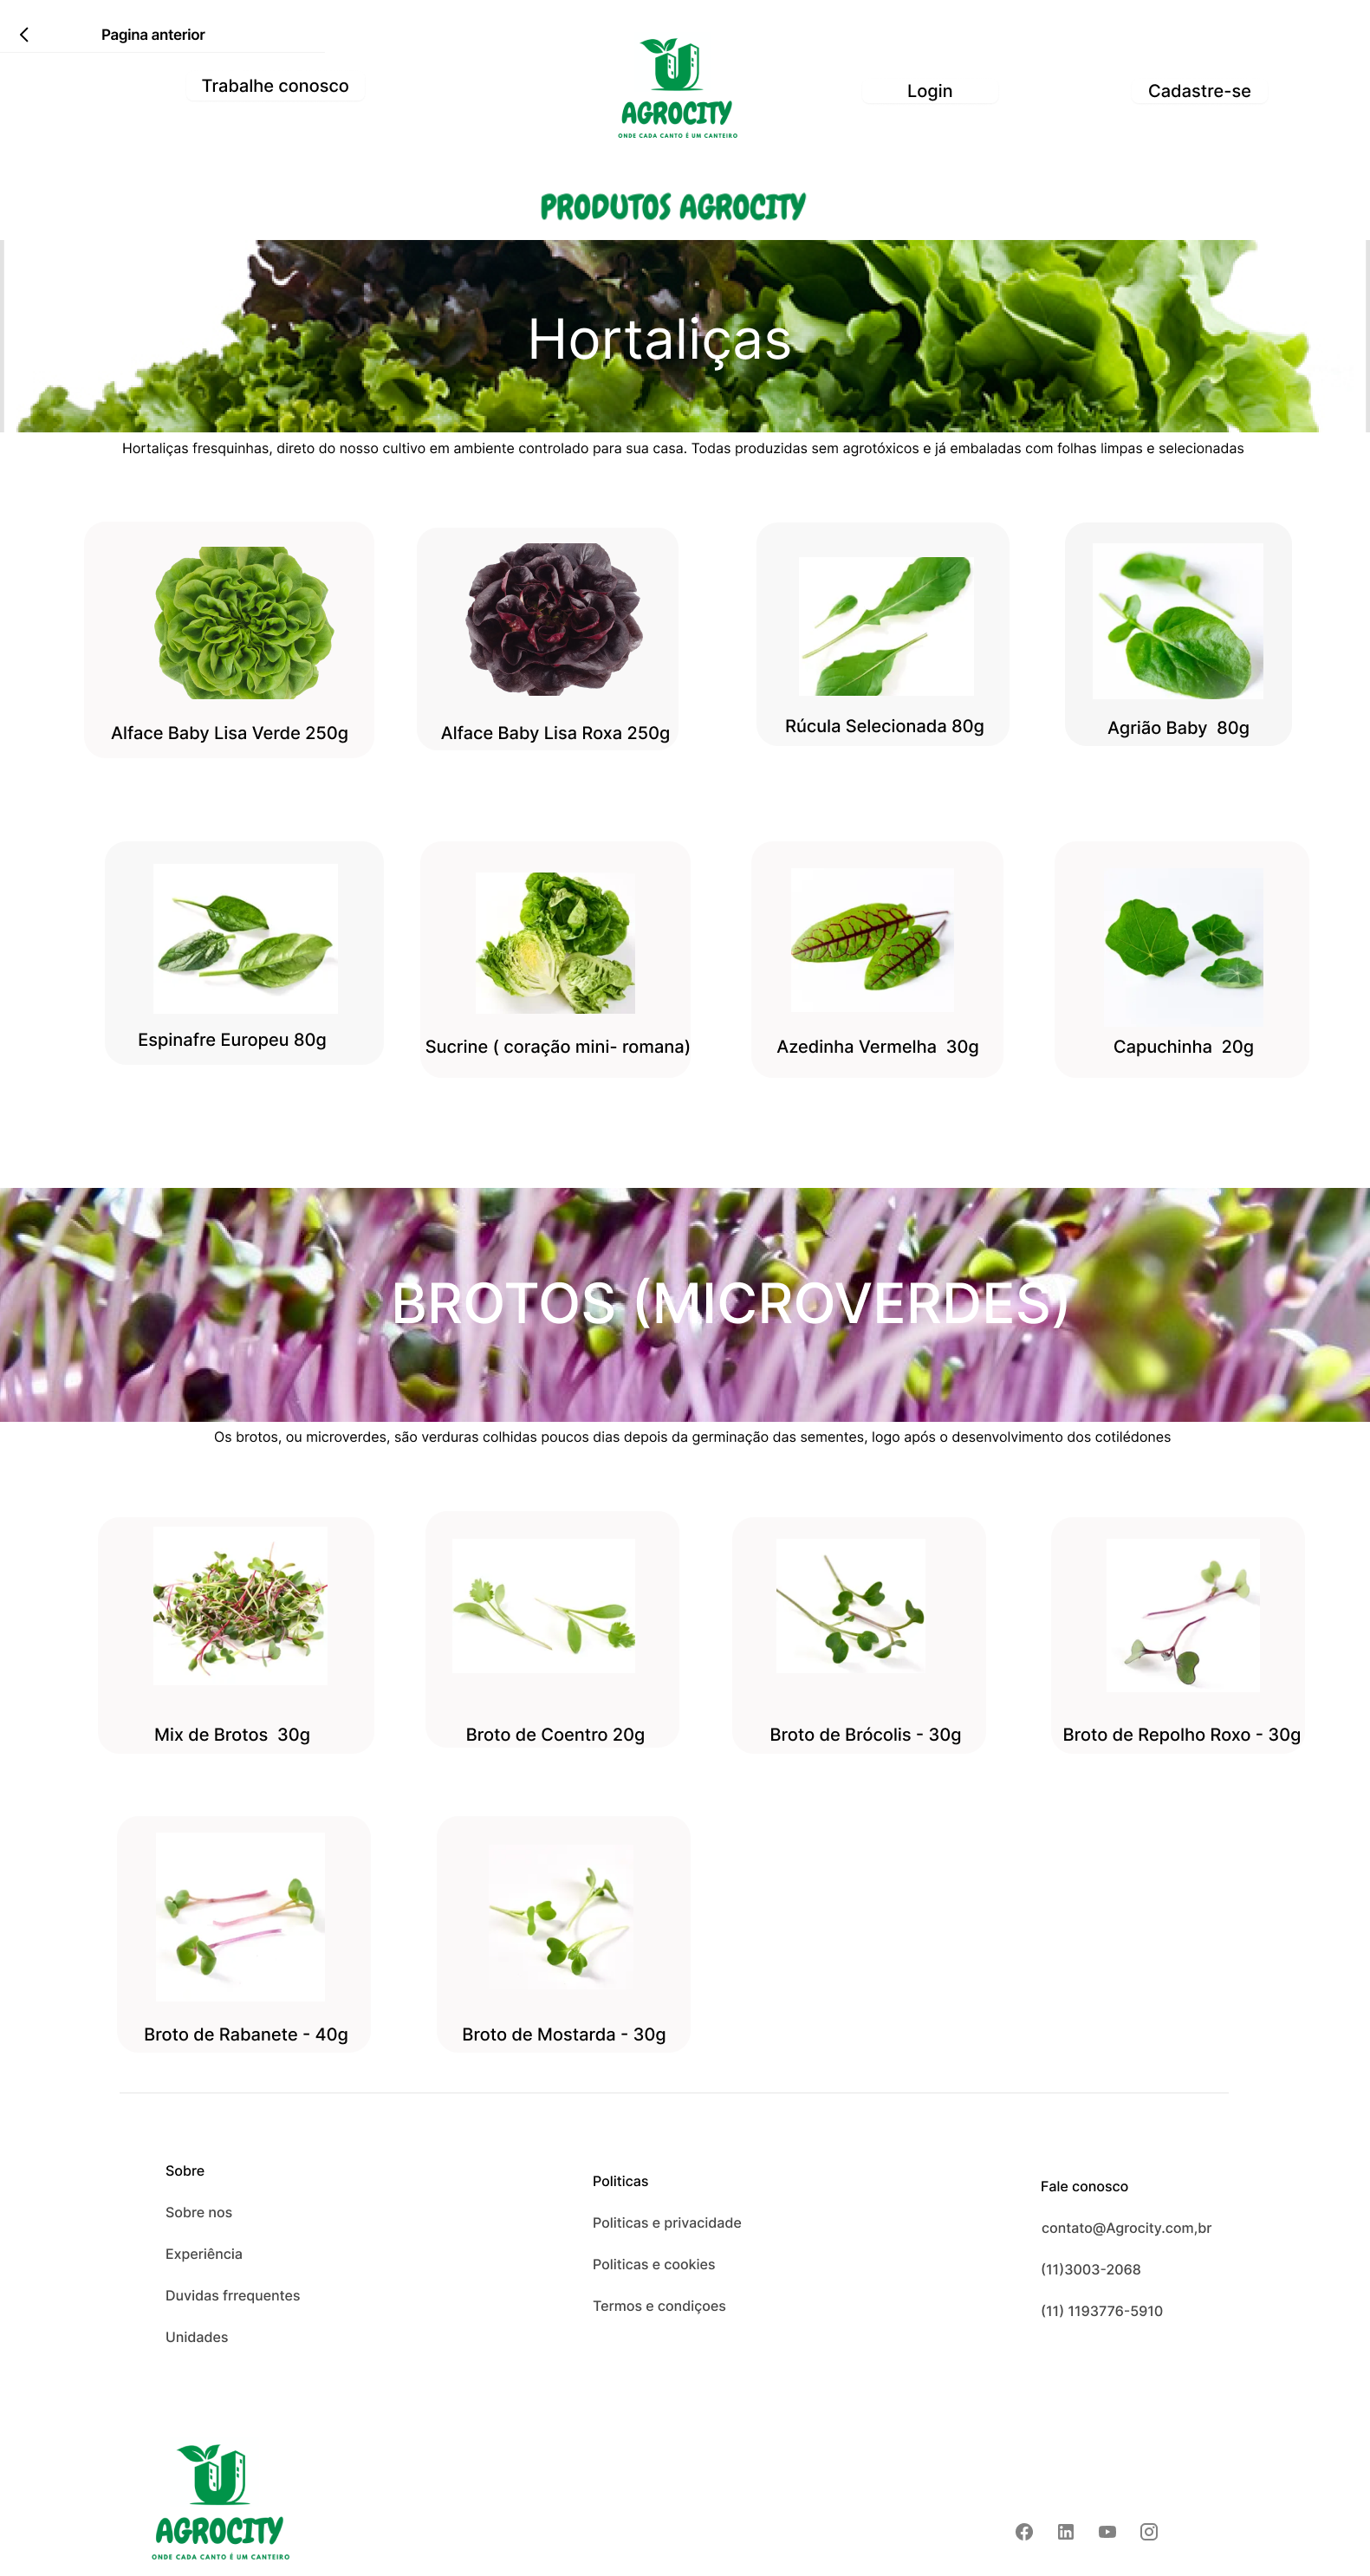 Pagina anterior
Trabalhe conosco
AGROCITY
ONDE CADA CANTO É UM CANTEIRO
Login
Cadastre-se
PRODUTOS AGROCITY
Hortaliças
Hortaliças fresquinhas, direto do nosso cultivo em ambiente controlado para sua casa. Todas produzidas sem agrotóxicos e já embaladas com folhas limpas e selecionadas
Alface Baby Lisa Verde 250g
Alface Baby Lisa Roxa 250g
Rúcula Selecionada 80g
Agrião Baby  80g
Espinafre Europeu 80g
Sucrine ( coração mini- romana)
Azedinha Vermelha  30g
Capuchinha  20g
BROTOS (MICROVERDES)
Os brotos, ou microverdes, são verduras colhidas poucos dias depois da germinação das sementes, logo após o desenvolvimento dos cotilédones
Mix de Brotos  30g
Broto de Coentro 20g
Broto de Brócolis - 30g
Broto de Repolho Roxo - 30g
Broto de Rabanete - 40g
Broto de Mostarda - 30g
Sobre
Sobre nos
Experiência
Duvidas frrequentes
Unidades
Politicas
Politicas e privacidade
Politicas e cookies
Termos e condiçoes
Fale conosco
contato@Agrocity.com,br
(11)3003-2068
(11) 1193776-5910
AGROCITY
ONDE CADA CANTO É UM CANTEIRO